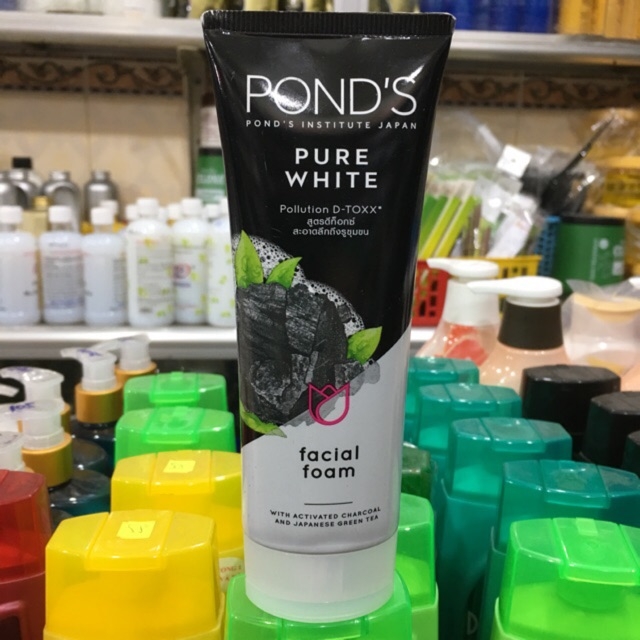 POND'S
POND'S INSTITUTE JAPAN
PURE
WHITE
Pollution D-TOXX*
สูตรดีท็อกซ์
สะอาดลึกถึงรูขุมขน
facial
foam
WITH ACTIVATED CHARCOAL
AND JAPANESE GREEN TEA